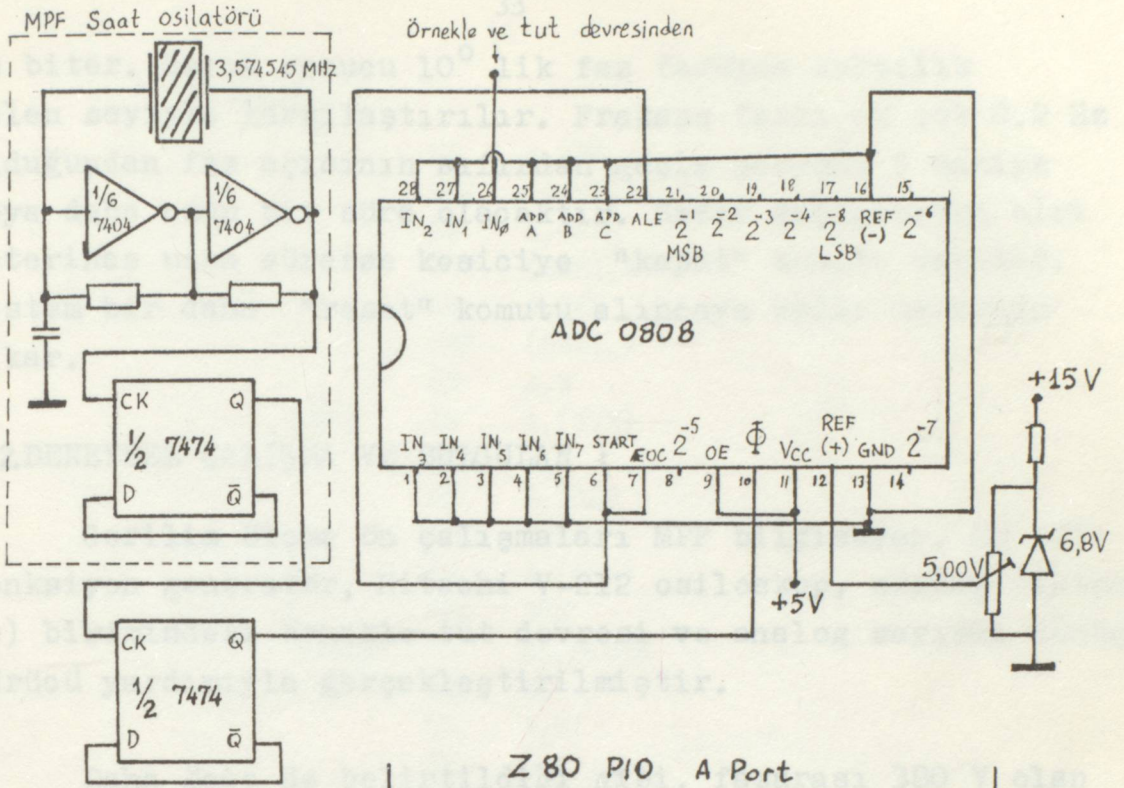 33
MPF Saat osilatörü
Örnekle ve tut devresinden
3,574545 MHz
1/6 7404
1/6 7404
28 27 26 25 24 23 22 21 20 19 18 17 16 15
IN2 IN1 INØ ADD A ADD B ADD C ALE 2^-1 2^-2 2^-3 2^-4 2^-8 REF (-) 2^-6
MSB LSB
ADC 0808
CK Q
1/2 7474
D Q̅
IN3 IN4 IN5 IN6 IN7 START EOC 2^-5 OE Φ VCC REF (+) GND 2^-7
1 2 3 4 5 6 7 8 9 10 11 12 13 14
+15V
6,8V
5,00V
+5V
CK Q
1/2 7474
D Q̅
Z80 PIO A Port